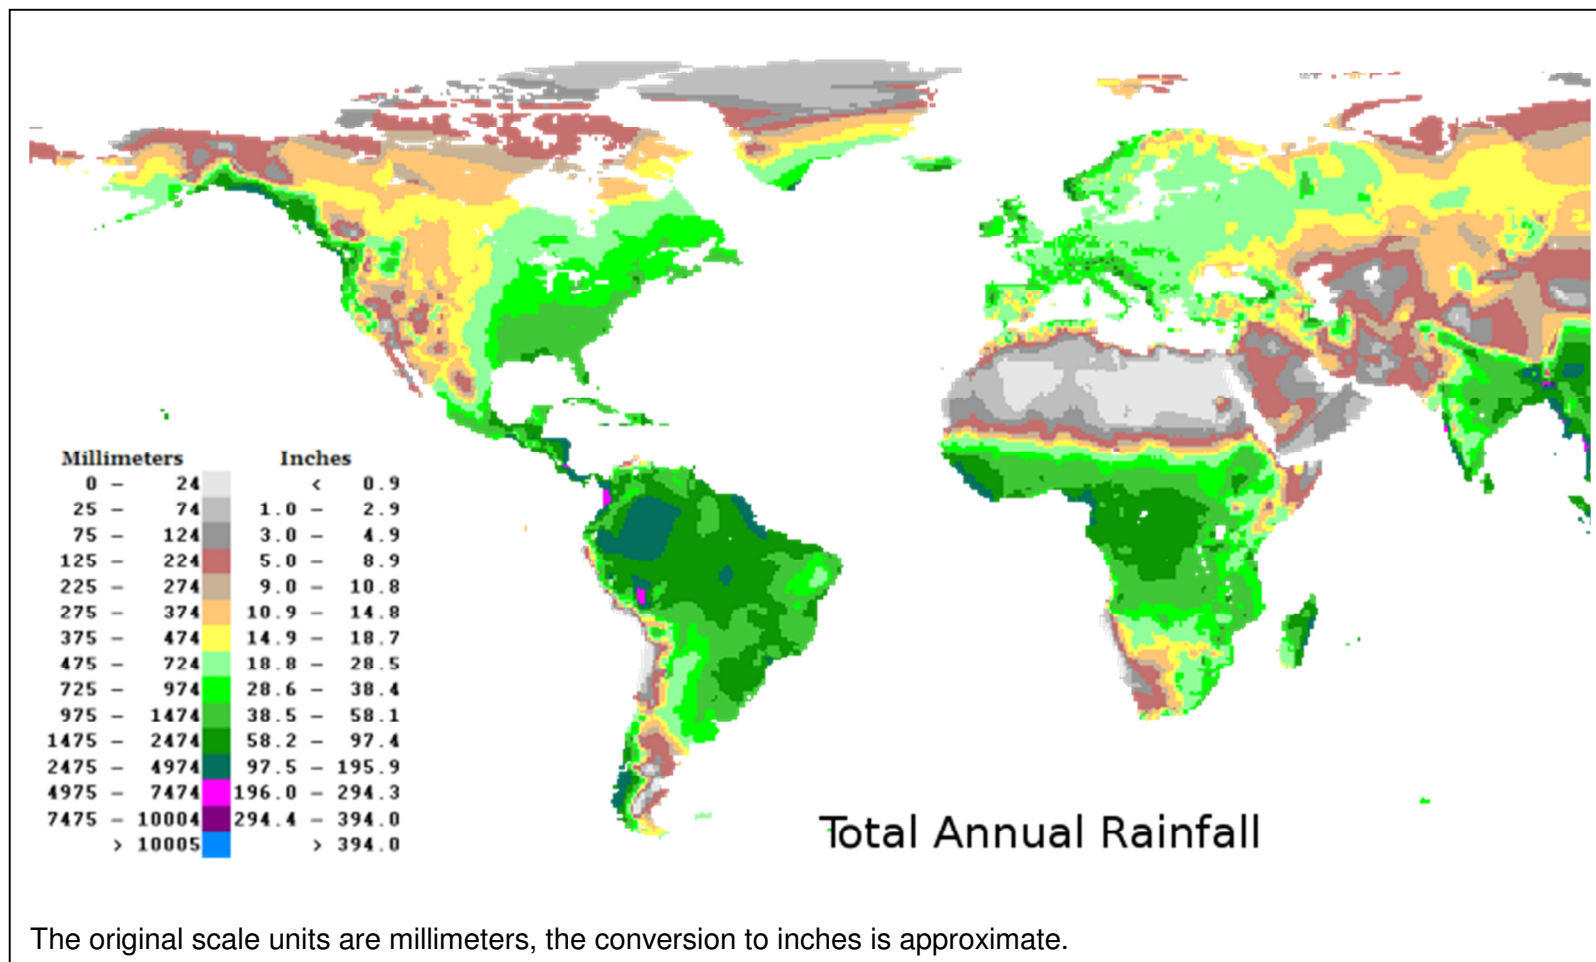 Millimeters Inches
0 – 24 < 0.9
25 – 74 1.0 – 2.9
75 – 124 3.0 – 4.9
125 – 224 5.0 – 8.9
225 – 274 9.0 – 10.8
275 – 374 10.9 – 14.8
375 – 474 14.9 – 18.7
475 – 724 18.8 – 28.5
725 – 974 28.6 – 38.4
975 – 1474 38.5 – 58.1
1475 – 2474 58.2 – 97.4
2475 – 4974 97.5 – 195.9
4975 – 7474 196.0 – 294.3
7475 – 10004 294.4 – 394.0
> 10005 > 394.0
Total Annual Rainfall
The original scale units are millimeters, the conversion to inches is approximate.